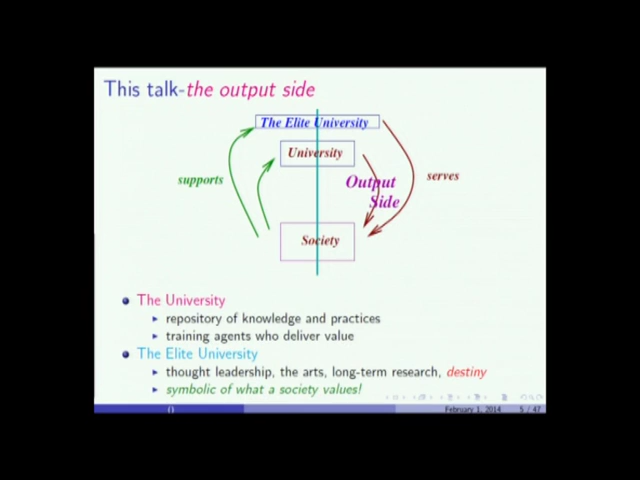 This talk-the output side
The Elite University
University
supports
serves
Output
Side
Society
The University
repository of knowledge and practices
training agents who deliver value
The Elite University
thought leadership, the arts, long-term research, destiny
symbolic of what a society values!
()
February 1, 2014
5 / 47